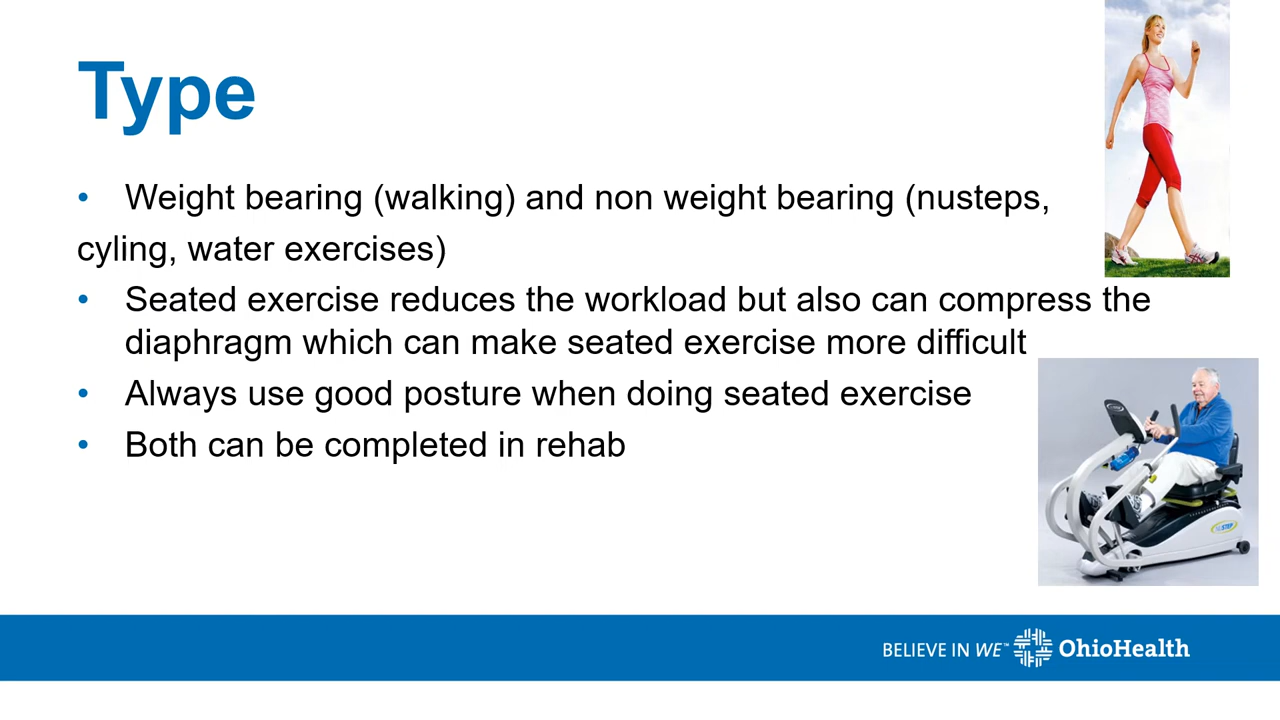 Type
• Weight bearing (walking) and non weight bearing (nusteps,
cyling, water exercises)
• Seated exercise reduces the workload but also can compress the
diaphragm which can make seated exercise more difficult
• Always use good posture when doing seated exercise
• Both can be completed in rehab
NUSTEP
BELIEVE IN WE™ OhioHealth